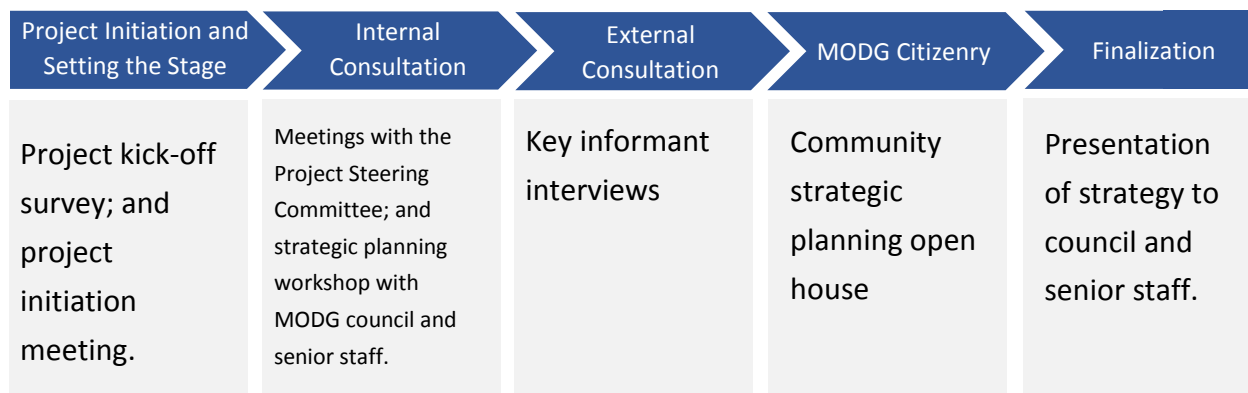 Project Initiation and
Setting the Stage
Internal
Consultation
External
Consultation
MODG Citizenry
Finalization
Project kick-off
survey; and
project
initiation
meeting.
Meetings with the
Project Steering
Committee; and
strategic planning
workshop with
MODG council and
senior staff.
Key informant
interviews
Community
strategic
planning open
house
Presentation
of strategy to
council and
senior staff.